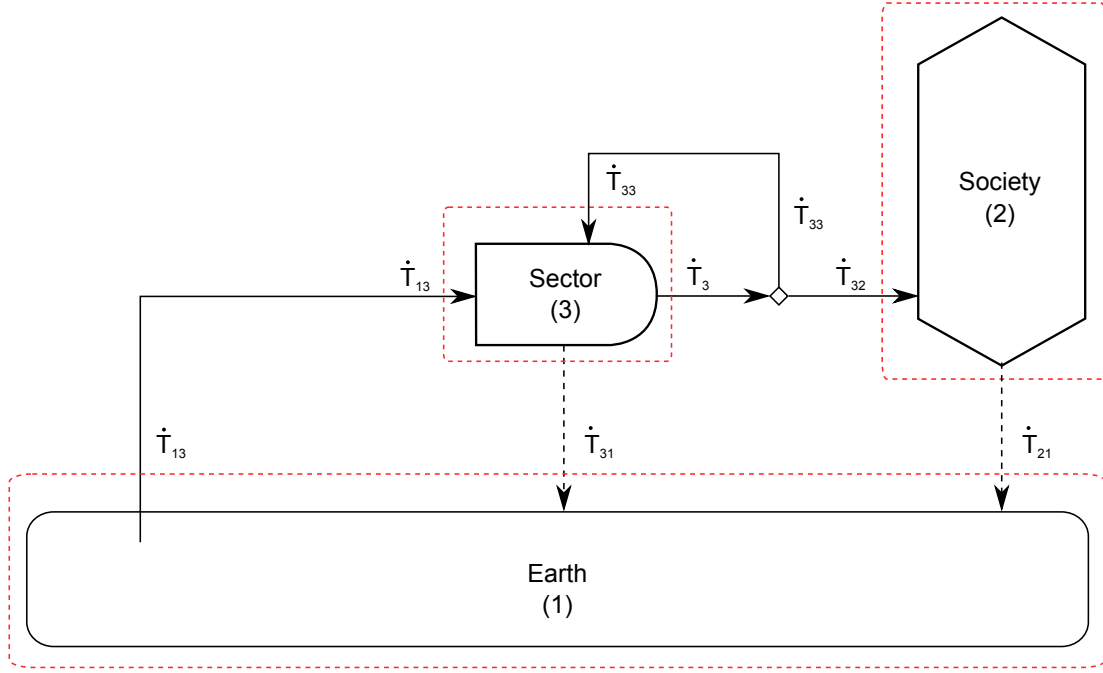 Society
(2)
Ṫ₃₃
Ṫ₃₃
Ṫ₁₃
Sector
(3)
Ṫ₃
Ṫ₃₂
Ṫ₁₃
Ṫ₃₁
Ṫ₂₁
Earth
(1)